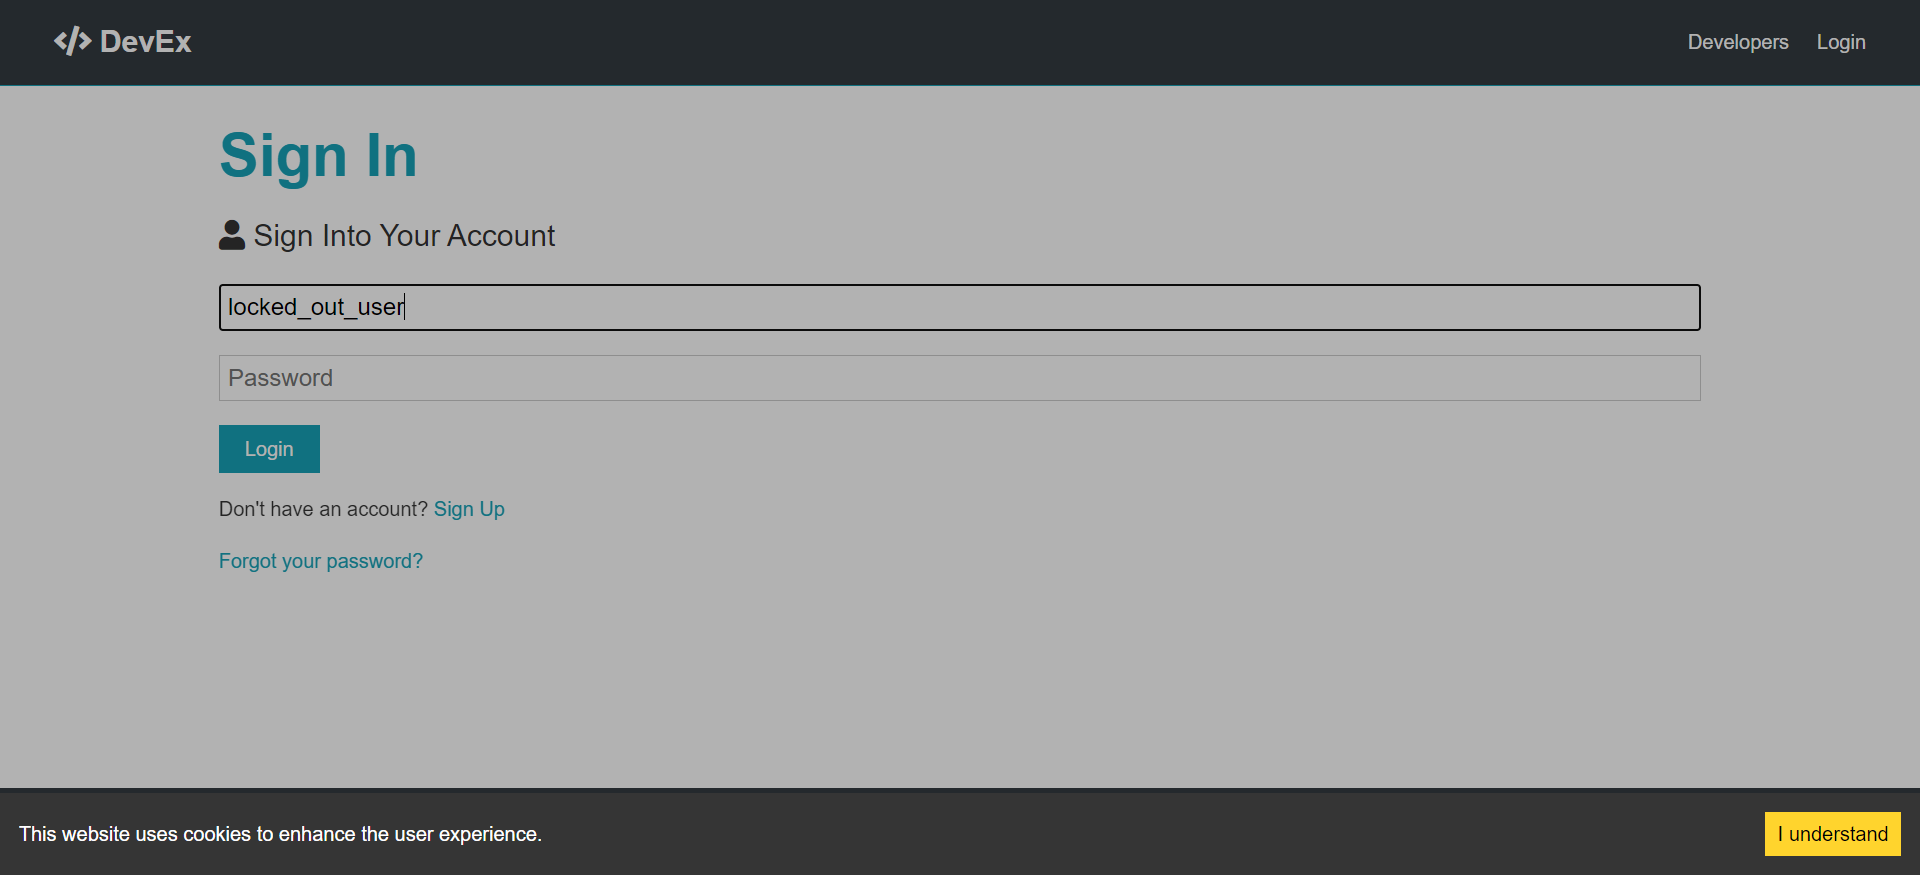 DevEx
Developers
Login
Sign In
Sign Into Your Account
locked_out_user
Password
Login
Don't have an account? Sign Up
Forgot your password?
This website uses cookies to enhance the user experience.
I understand